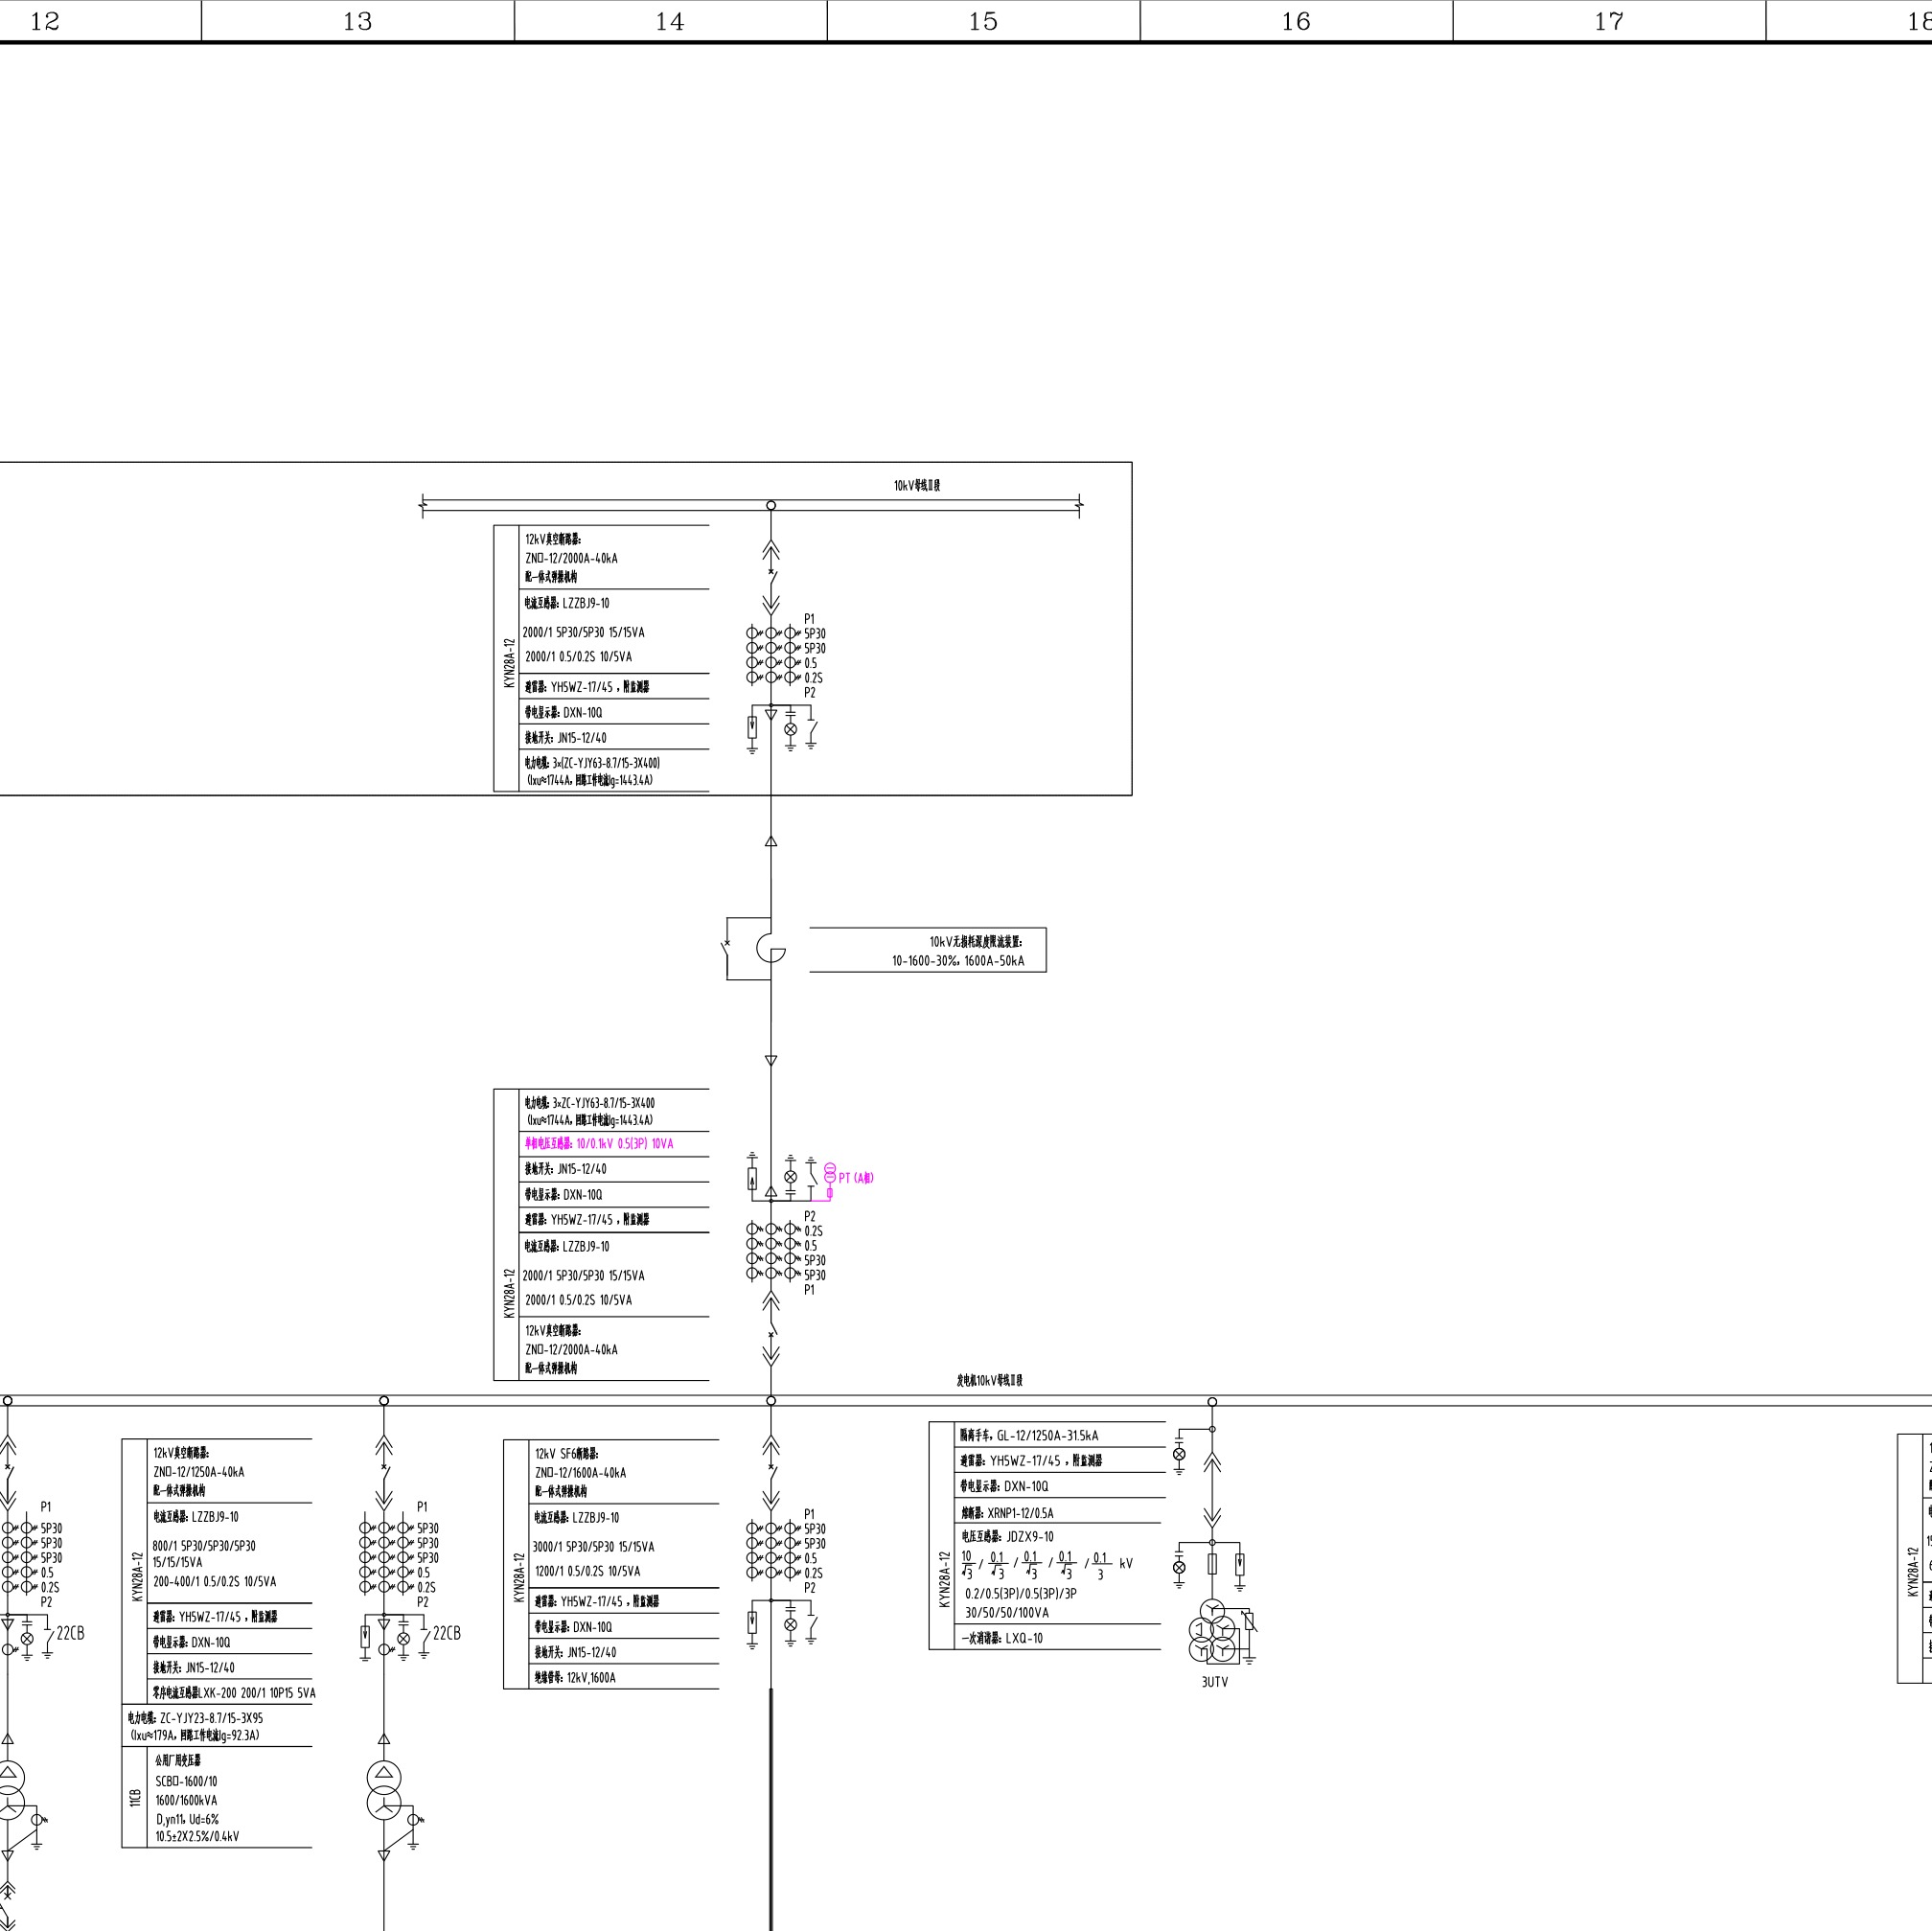 12
13
14
15
16
17
10kV母线Ⅱ段
KYN28A-12
12kV真空断路器:
ZN□-12/2000A-40kA
配一体式弹操机构
电流互感器: LZZBJ9-10
2000/1 5P30/5P30 15/15VA
2000/1 0.5/0.2S 10/5VA
避雷器: YH5WZ-17/45 , 附监测器
带电显示器: DXN-10Q
接地开关: JN15-12/40
电力电缆: 3×(ZC-YJY63-8.7/15-3X400)
(Ixu≈1744A, 回路工作电流Ig=1443.4A)
P1
5P30
5P30
0.5
0.2S
P2
10kV无损耗深度限流装置:
10-1600-30%, 1600A-50kA
KYN28A-12
电力电缆: 3×ZC-YJY63-8.7/15-3X400
(Ixu≈1744A, 回路工作电流Ig=1443.4A)
单相电压互感器: 10/0.1kV 0.5(3P) 10VA
接地开关: JN15-12/40
带电显示器: DXN-10Q
避雷器: YH5WZ-17/45 , 附监测器
电流互感器: LZZBJ9-10
2000/1 5P30/5P30 15/15VA
2000/1 0.5/0.2S 10/5VA
12kV真空断路器:
ZN□-12/2000A-40kA
配一体式弹操机构
PT (A相)
P2
0.2S
0.5
5P30
5P30
P1
发电机10kV母线Ⅱ段
P1
5P30
5P30
5P30
0.5
0.2S
P2
22CB
KYN28A-12
12kV真空断路器:
ZN□-12/1250A-40kA
配一体式弹操机构
电流互感器: LZZBJ9-10
800/1 5P30/5P30/5P30
15/15/15VA
200-400/1 0.5/0.2S 10/5VA
避雷器: YH5WZ-17/45 , 附监测器
带电显示器: DXN-10Q
接地开关: JN15-12/40
零序电流互感器LXK-200 200/1 10P15 5VA
电力电缆: ZC-YJY23-8.7/15-3X95
(Ixu≈179A, 回路工作电流Ig=92.3A)
11CB
公用厂用变压器
SCB□-1600/10
1600/1600kVA
D,yn11, Ud=6%
10.5±2X2.5%/0.4kV
P1
5P30
5P30
5P30
0.5
0.2S
P2
22CB
KYN28A-12
12kV SF6断路器:
ZN□-12/1600A-40kA
配一体式弹操机构
电流互感器: LZZBJ9-10
3000/1 5P30/5P30 15/15VA
1200/1 0.5/0.2S 10/5VA
避雷器: YH5WZ-17/45 , 附监测器
带电显示器: DXN-10Q
接地开关: JN15-12/40
绝缘管母: 12kV,1600A
P1
5P30
5P30
0.5
0.2S
P2
KYN28A-12
隔离手车, GL-12/1250A-31.5kA
避雷器: YH5WZ-17/45 , 附监测器
带电显示器: DXN-10Q
熔断器: XRNP1-12/0.5A
电压互感器: JDZX9-10
10/√3 / 0.1/√3 / 0.1/√3 / 0.1/√3 / 0.1/3 kV
0.2/0.5(3P)/0.5(3P)/3P
30/50/50/100VA
一次消谐器: LXQ-10
3UTV
KYN28A-12